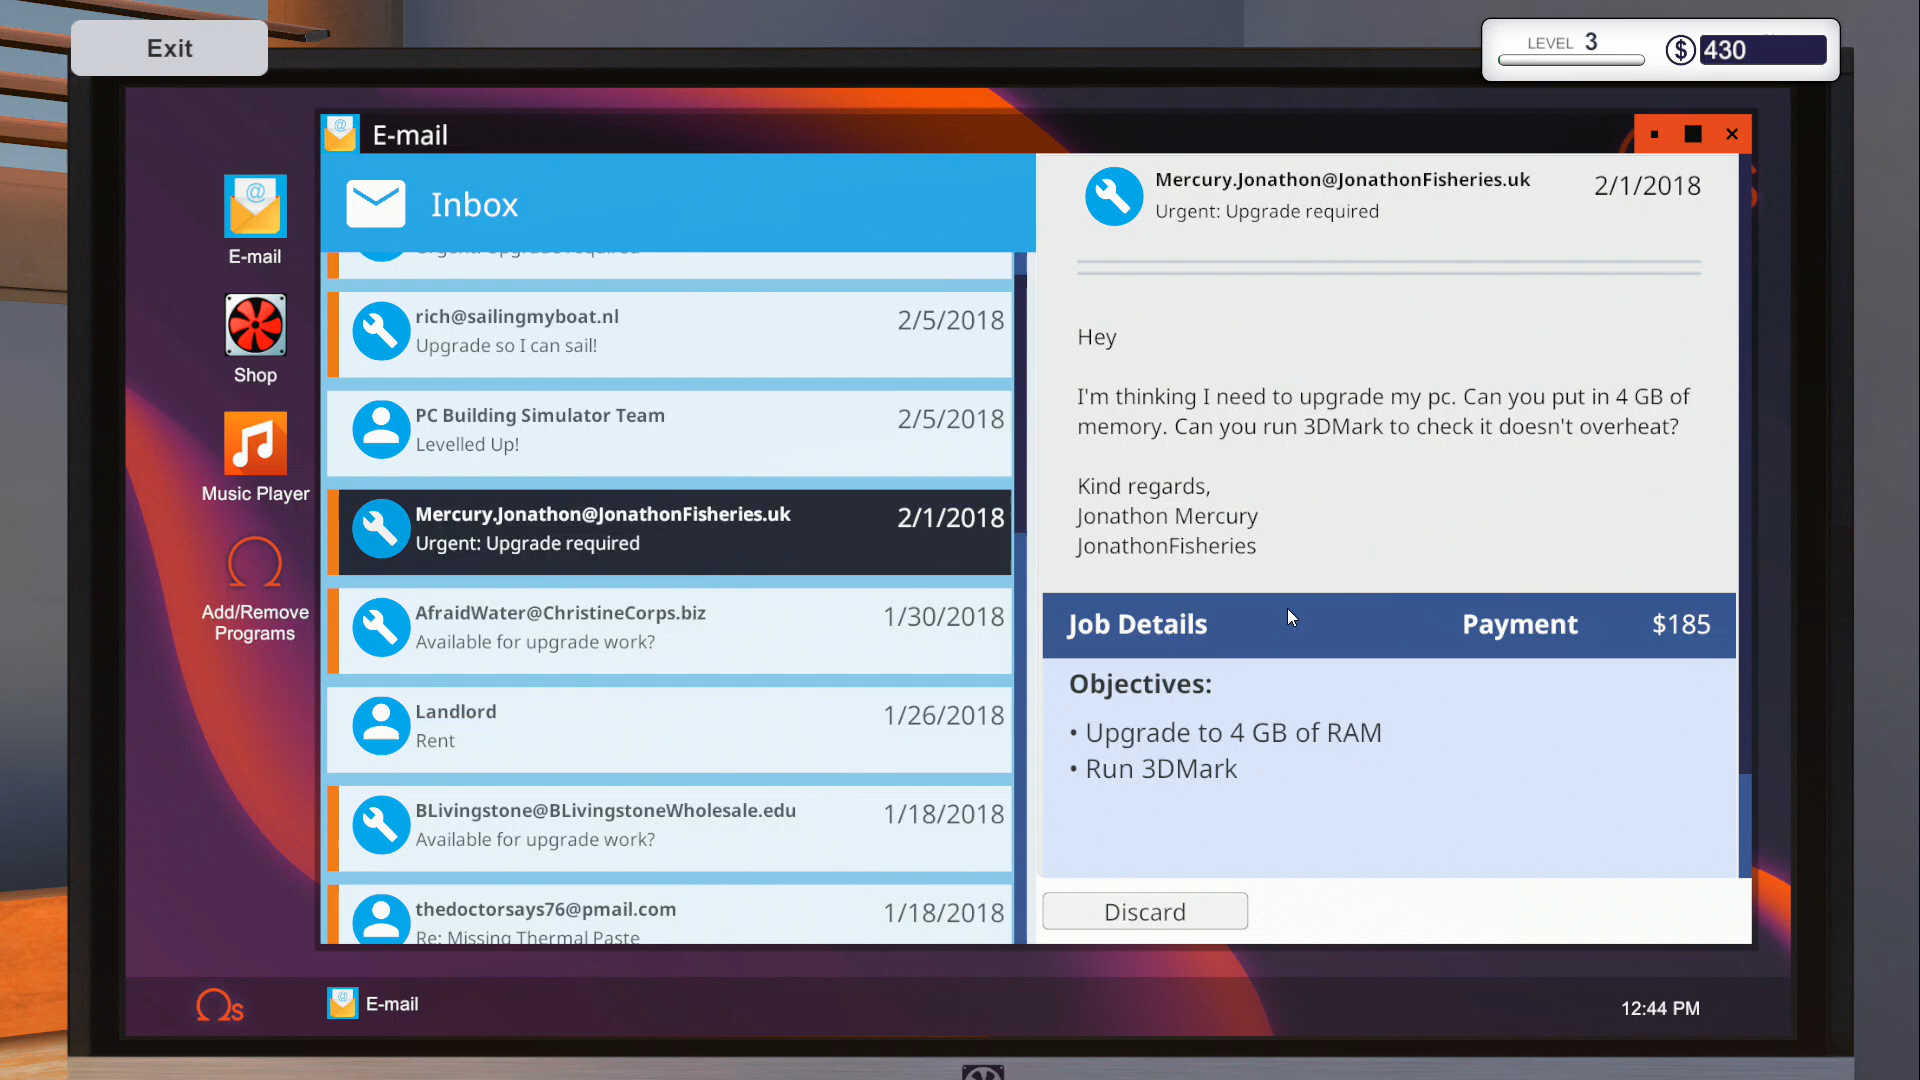 Exit
LEVEL 3
$ 430
E-mail
Inbox
E-mail
Shop
Music Player
Add/Remove
Programs
Urgent: Upgrade required
rich@sailingmyboat.nl
2/5/2018
Upgrade so I can sail!
PC Building Simulator Team
2/5/2018
Levelled Up!
Mercury.Jonathon@JonathonFisheries.uk
2/1/2018
Urgent: Upgrade required
AfraidWater@ChristineCorps.biz
1/30/2018
Available for upgrade work?
Landlord
1/26/2018
Rent
BLivingstone@BLivingstoneWholesale.edu
1/18/2018
Available for upgrade work?
thedoctorsays76@pmail.com
1/18/2018
Re: Missing Thermal Paste
Mercury.Jonathon@JonathonFisheries.uk
2/1/2018
Urgent: Upgrade required
Hey
I'm thinking I need to upgrade my pc. Can you put in 4 GB of
memory. Can you run 3DMark to check it doesn't overheat?
Kind regards,
Jonathon Mercury
JonathonFisheries
Job Details
Payment $185
Objectives:
• Upgrade to 4 GB of RAM
• Run 3DMark
Discard
Ωs
E-mail
12:44 PM